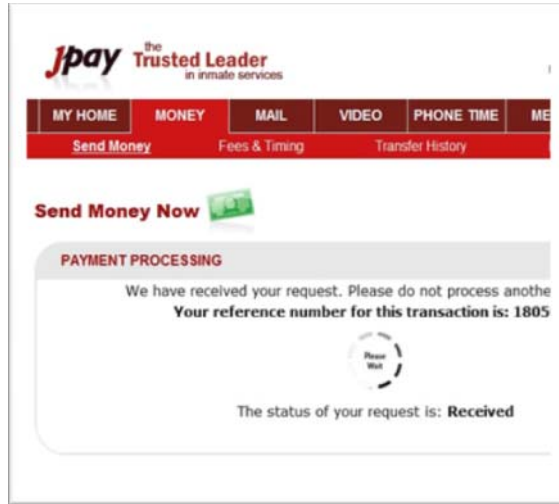 Jpay the
Trusted Leader
in inmate services
MY HOME MONEY MAIL VIDEO PHONE TIME ME
Send Money Fees & Timing Transfer History
Send Money Now
PAYMENT PROCESSING
We have received your request. Please do not process anothe
Your reference number for this transaction is: 1805
Please
Wait
The status of your request is: Received